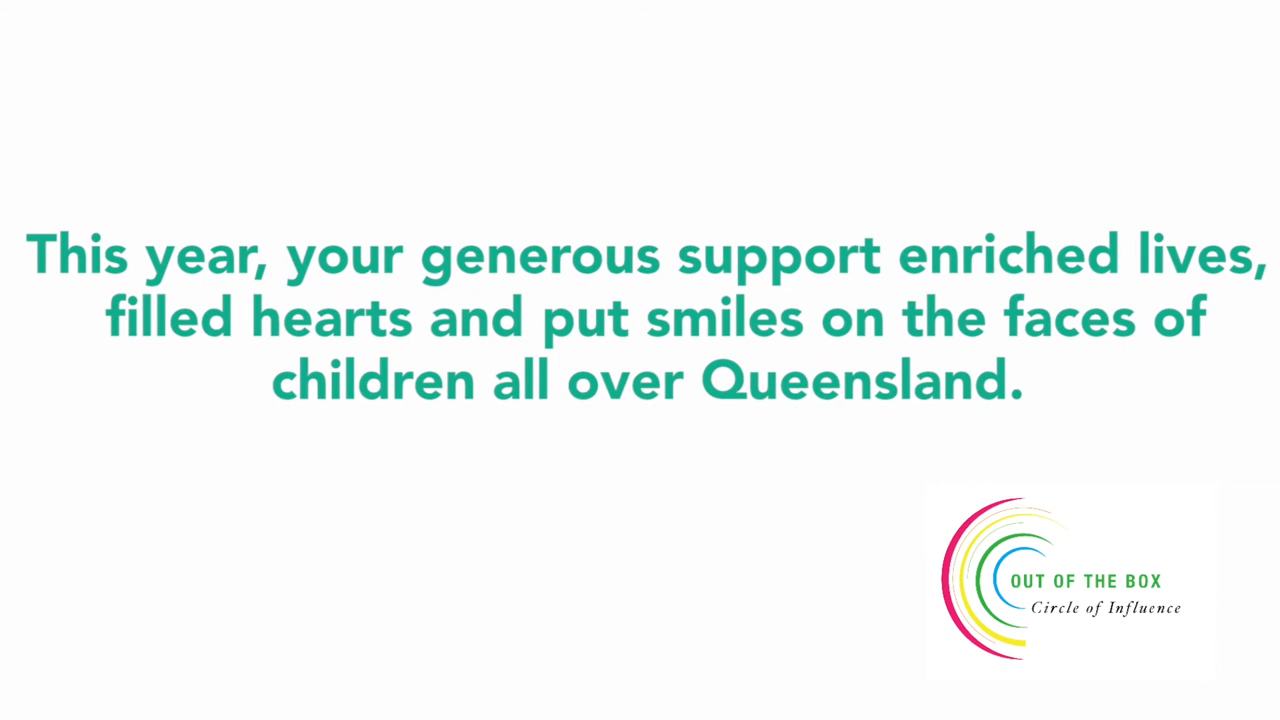 This year, your generous support enriched lives,
filled hearts and put smiles on the faces of
children all over Queensland.
OUT OF THE BOX
Circle of Influence